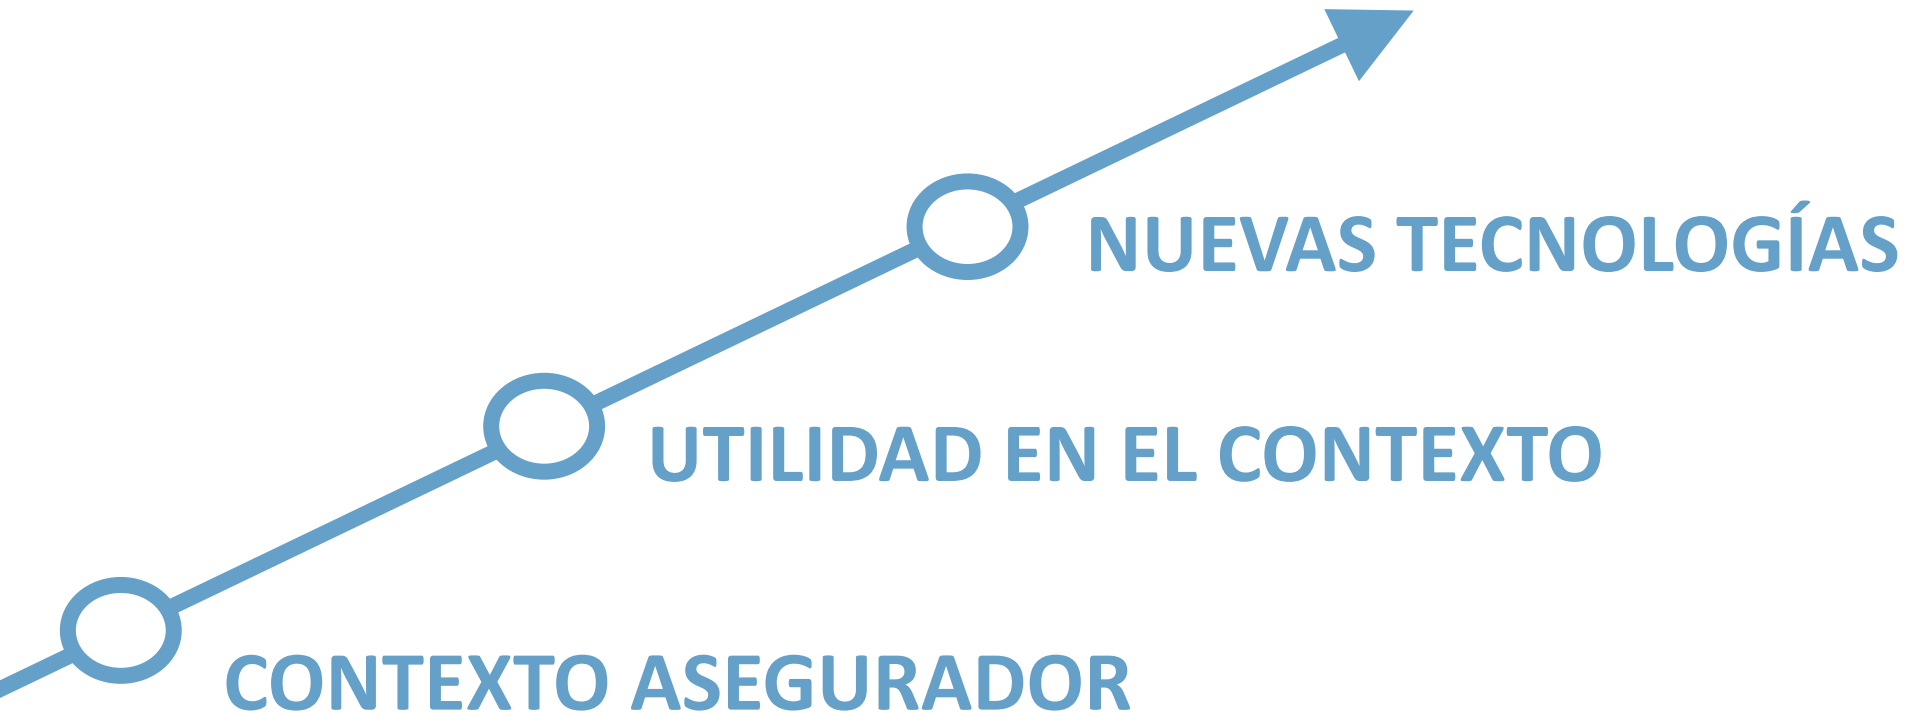 NUEVAS TECNOLOGÍAS
UTILIDAD EN EL CONTEXTO
CONTEXTO ASEGURADOR